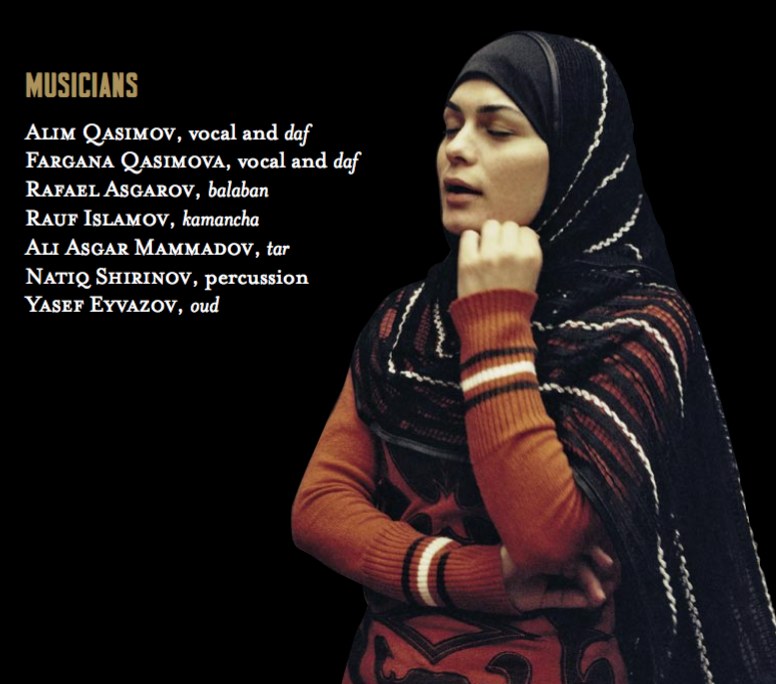 MUSICIANS
ALIM QASIMOV, vocal and daf
FARGANA QASIMOVA, vocal and daf
RAFAEL ASGAROV, balaban
RAUF ISLAMOV, kamancha
ALI ASGAR MAMMADOV, tar
NATIQ SHIRINOV, percussion
YASEF EYVAZOV, oud